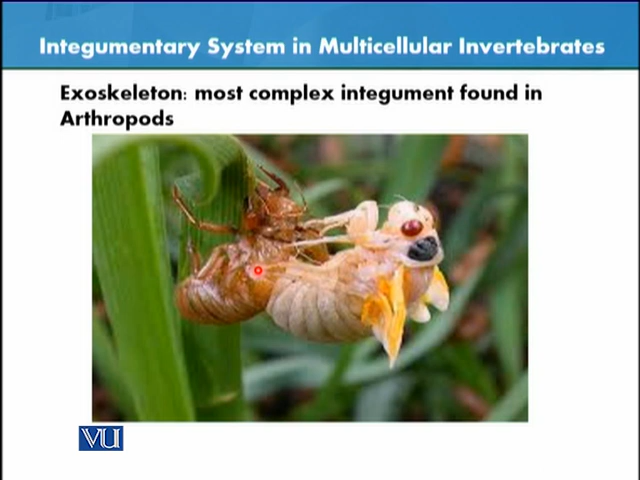 Integumentary System in Multicellular Invertebrates
Exoskeleton: most complex integument found in
Arthropods
VU